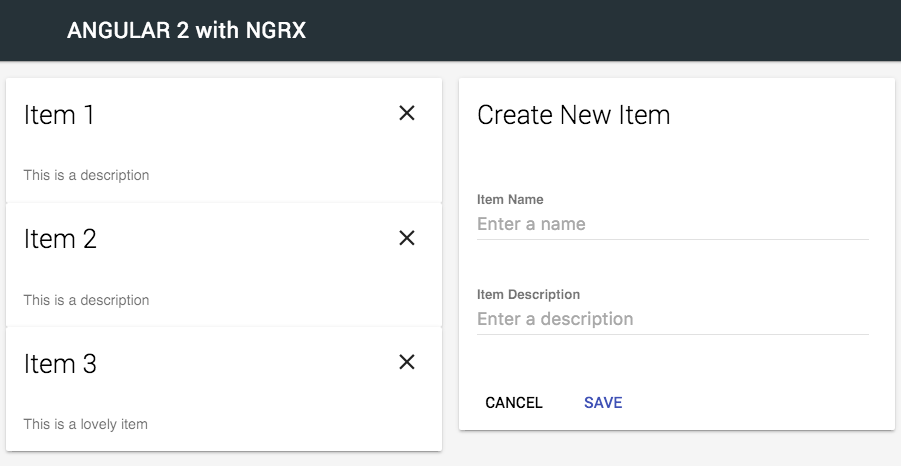 ANGULAR 2 with NGRX
Item 1
This is a description
Item 2
This is a description
Item 3
This is a lovely item
Create New Item
Item Name
Enter a name
Item Description
Enter a description
CANCEL SAVE